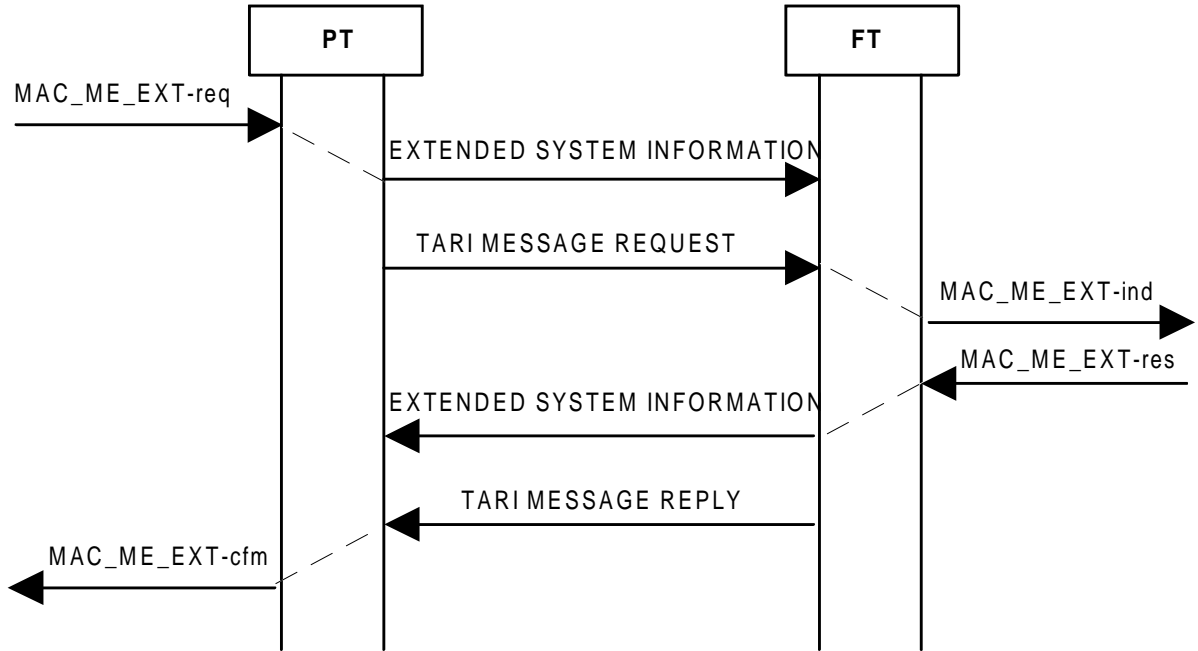 PT
FT
MAC_ME_EXT-req
EXTENDED SYSTEM INFORMATION
TARI MESSAGE REQUEST
MAC_ME_EXT-ind
MAC_ME_EXT-res
EXTENDED SYSTEM INFORMATION
TARI MESSAGE REPLY
MAC_ME_EXT-cfm